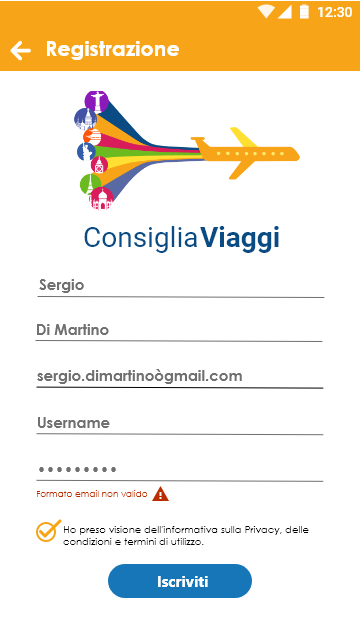 12:30
Registrazione
ConsigliaViaggi
Sergio
Di Martino
sergio.dimartinoògmail.com
Username
•••••••••
Formato email non valido
Ho preso visione dell'informativa sulla Privacy, delle
condizioni e termini di utilizzo.
Iscriviti